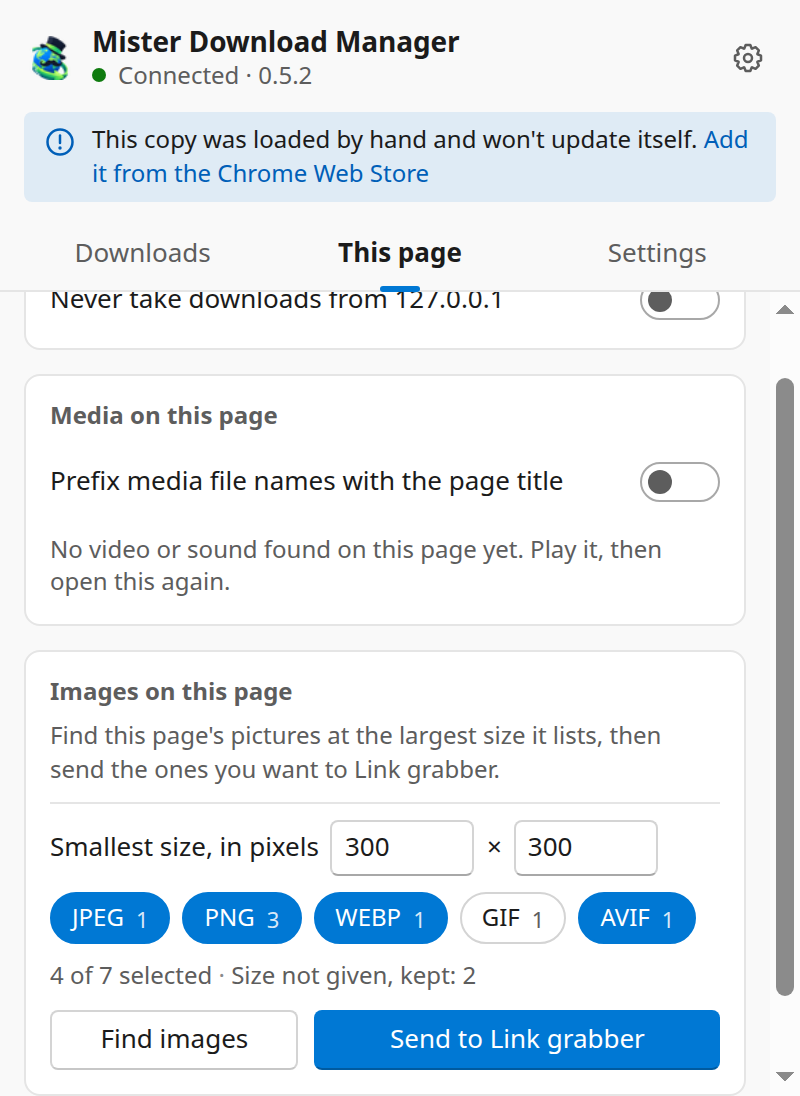 Mister Download Manager
Connected · 0.5.2
This copy was loaded by hand and won't update itself. Add
it from the Chrome Web Store
Downloads
This page
Settings
Never take downloads from 127.0.0.1
Media on this page
Prefix media file names with the page title
No video or sound found on this page yet. Play it, then
open this again.
Images on this page
Find this page's pictures at the largest size it lists, then
send the ones you want to Link grabber.
Smallest size, in pixels 300 × 300
JPEG 1 PNG 3 WEBP 1 GIF 1 AVIF 1
4 of 7 selected · Size not given, kept: 2
Find images
Send to Link grabber